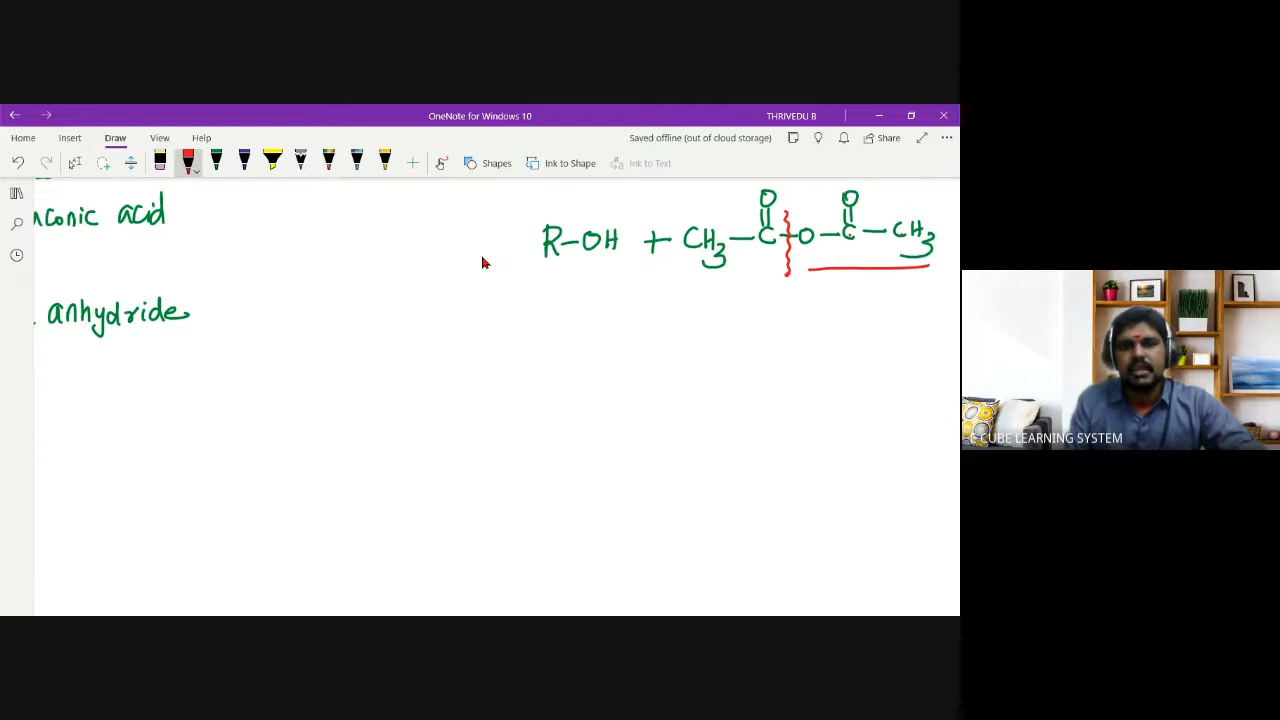 OneNote for Windows 10
THRIVEDU B
Home Insert Draw View Help
Saved offline (out of cloud storage)
Share
Shapes
Ink to Shape
Ink to Text
aconic acid
anhydride
O O
|| ||
R-OH + CH3 - C - O - C - CH3
C CUBE LEARNING SYSTEM